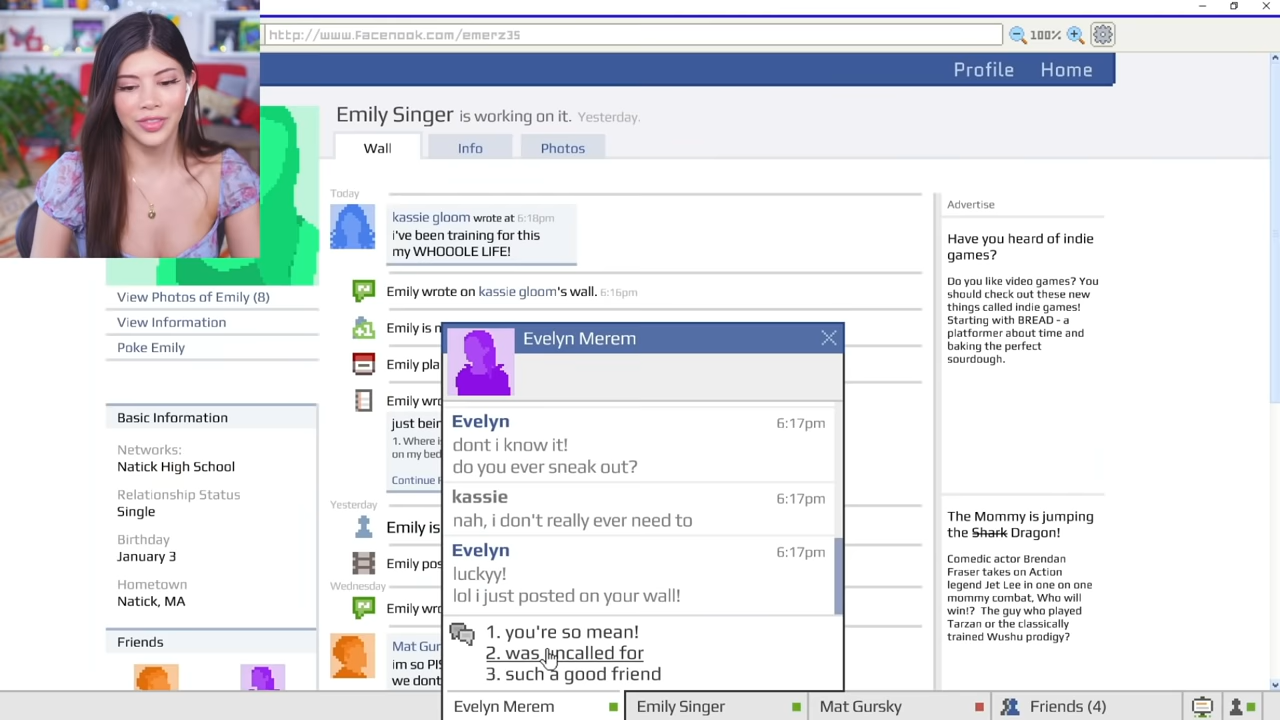 http://www.facenook.com/emerz35
100%
Profile
Home
Emily Singer is working on it. Yesterday.
Wall
Info
Photos
Today
kassie gloom wrote at 6:18pm
i've been training for this
my WHOOOLE LIFE!
Emily wrote on kassie gloom's wall. 6:16pm
Emily is
Emily pla
Emily wro
just bein
1. Where i
on my bed
Continue
Yesterday
Emily is
Emily pos
Wednesday
Emily wro
Mat Gur
im so PIS
we dont
View Photos of Emily (8)
View Information
Poke Emily
Basic Information
Networks:
Natick High School
Relationship Status
Single
Birthday
January 3
Hometown
Natick, MA
Friends
Evelyn Merem
Evelyn 6:17pm
dont i know it!
do you ever sneak out?
kassie 6:17pm
nah, i don't really ever need to
Evelyn 6:17pm
luckyy!
lol i just posted on your wall!
1. you're so mean!
2. was uncalled for
3. such a good friend
Advertise
Have you heard of indie
games?
Do you like video games? You
should check out these new
things called indie games!
Starting with BREAD - a
platformer about time and
baking the perfect
sourdough.
The Mommy is jumping
the Shark Dragon!
Comedic actor Brendan
Fraser takes on Action
legend Jet Lee in one on one
mommy combat, Who will
win!? The guy who played
Tarzan or the classically
trained Wushu prodigy?
Evelyn Merem
Emily Singer
Mat Gursky
Friends (4)